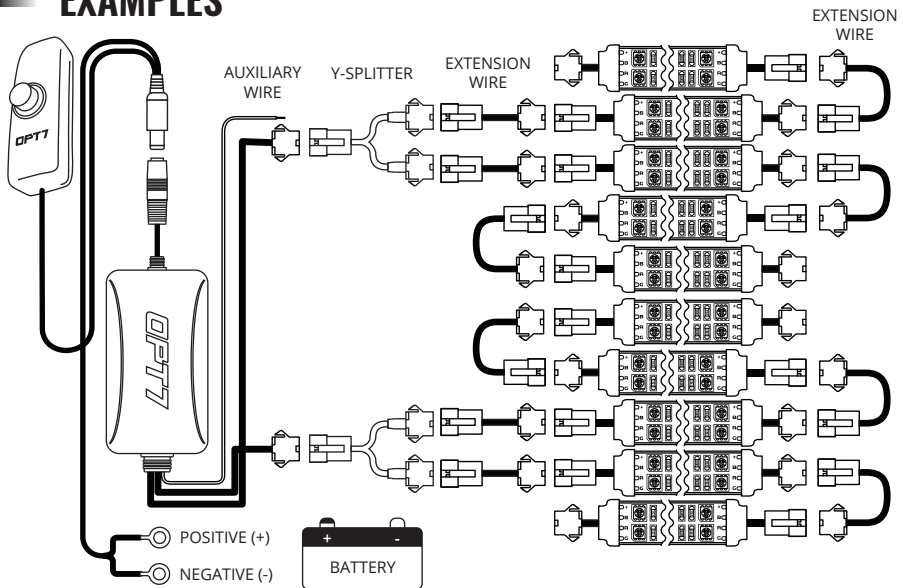 EXAMPLES
EXTENSION
WIRE
AUXILIARY
WIRE
Y-SPLITTER
EXTENSION
WIRE
OPT7
OPT7
POSITIVE (+)
NEGATIVE (-)
+ -
BATTERY